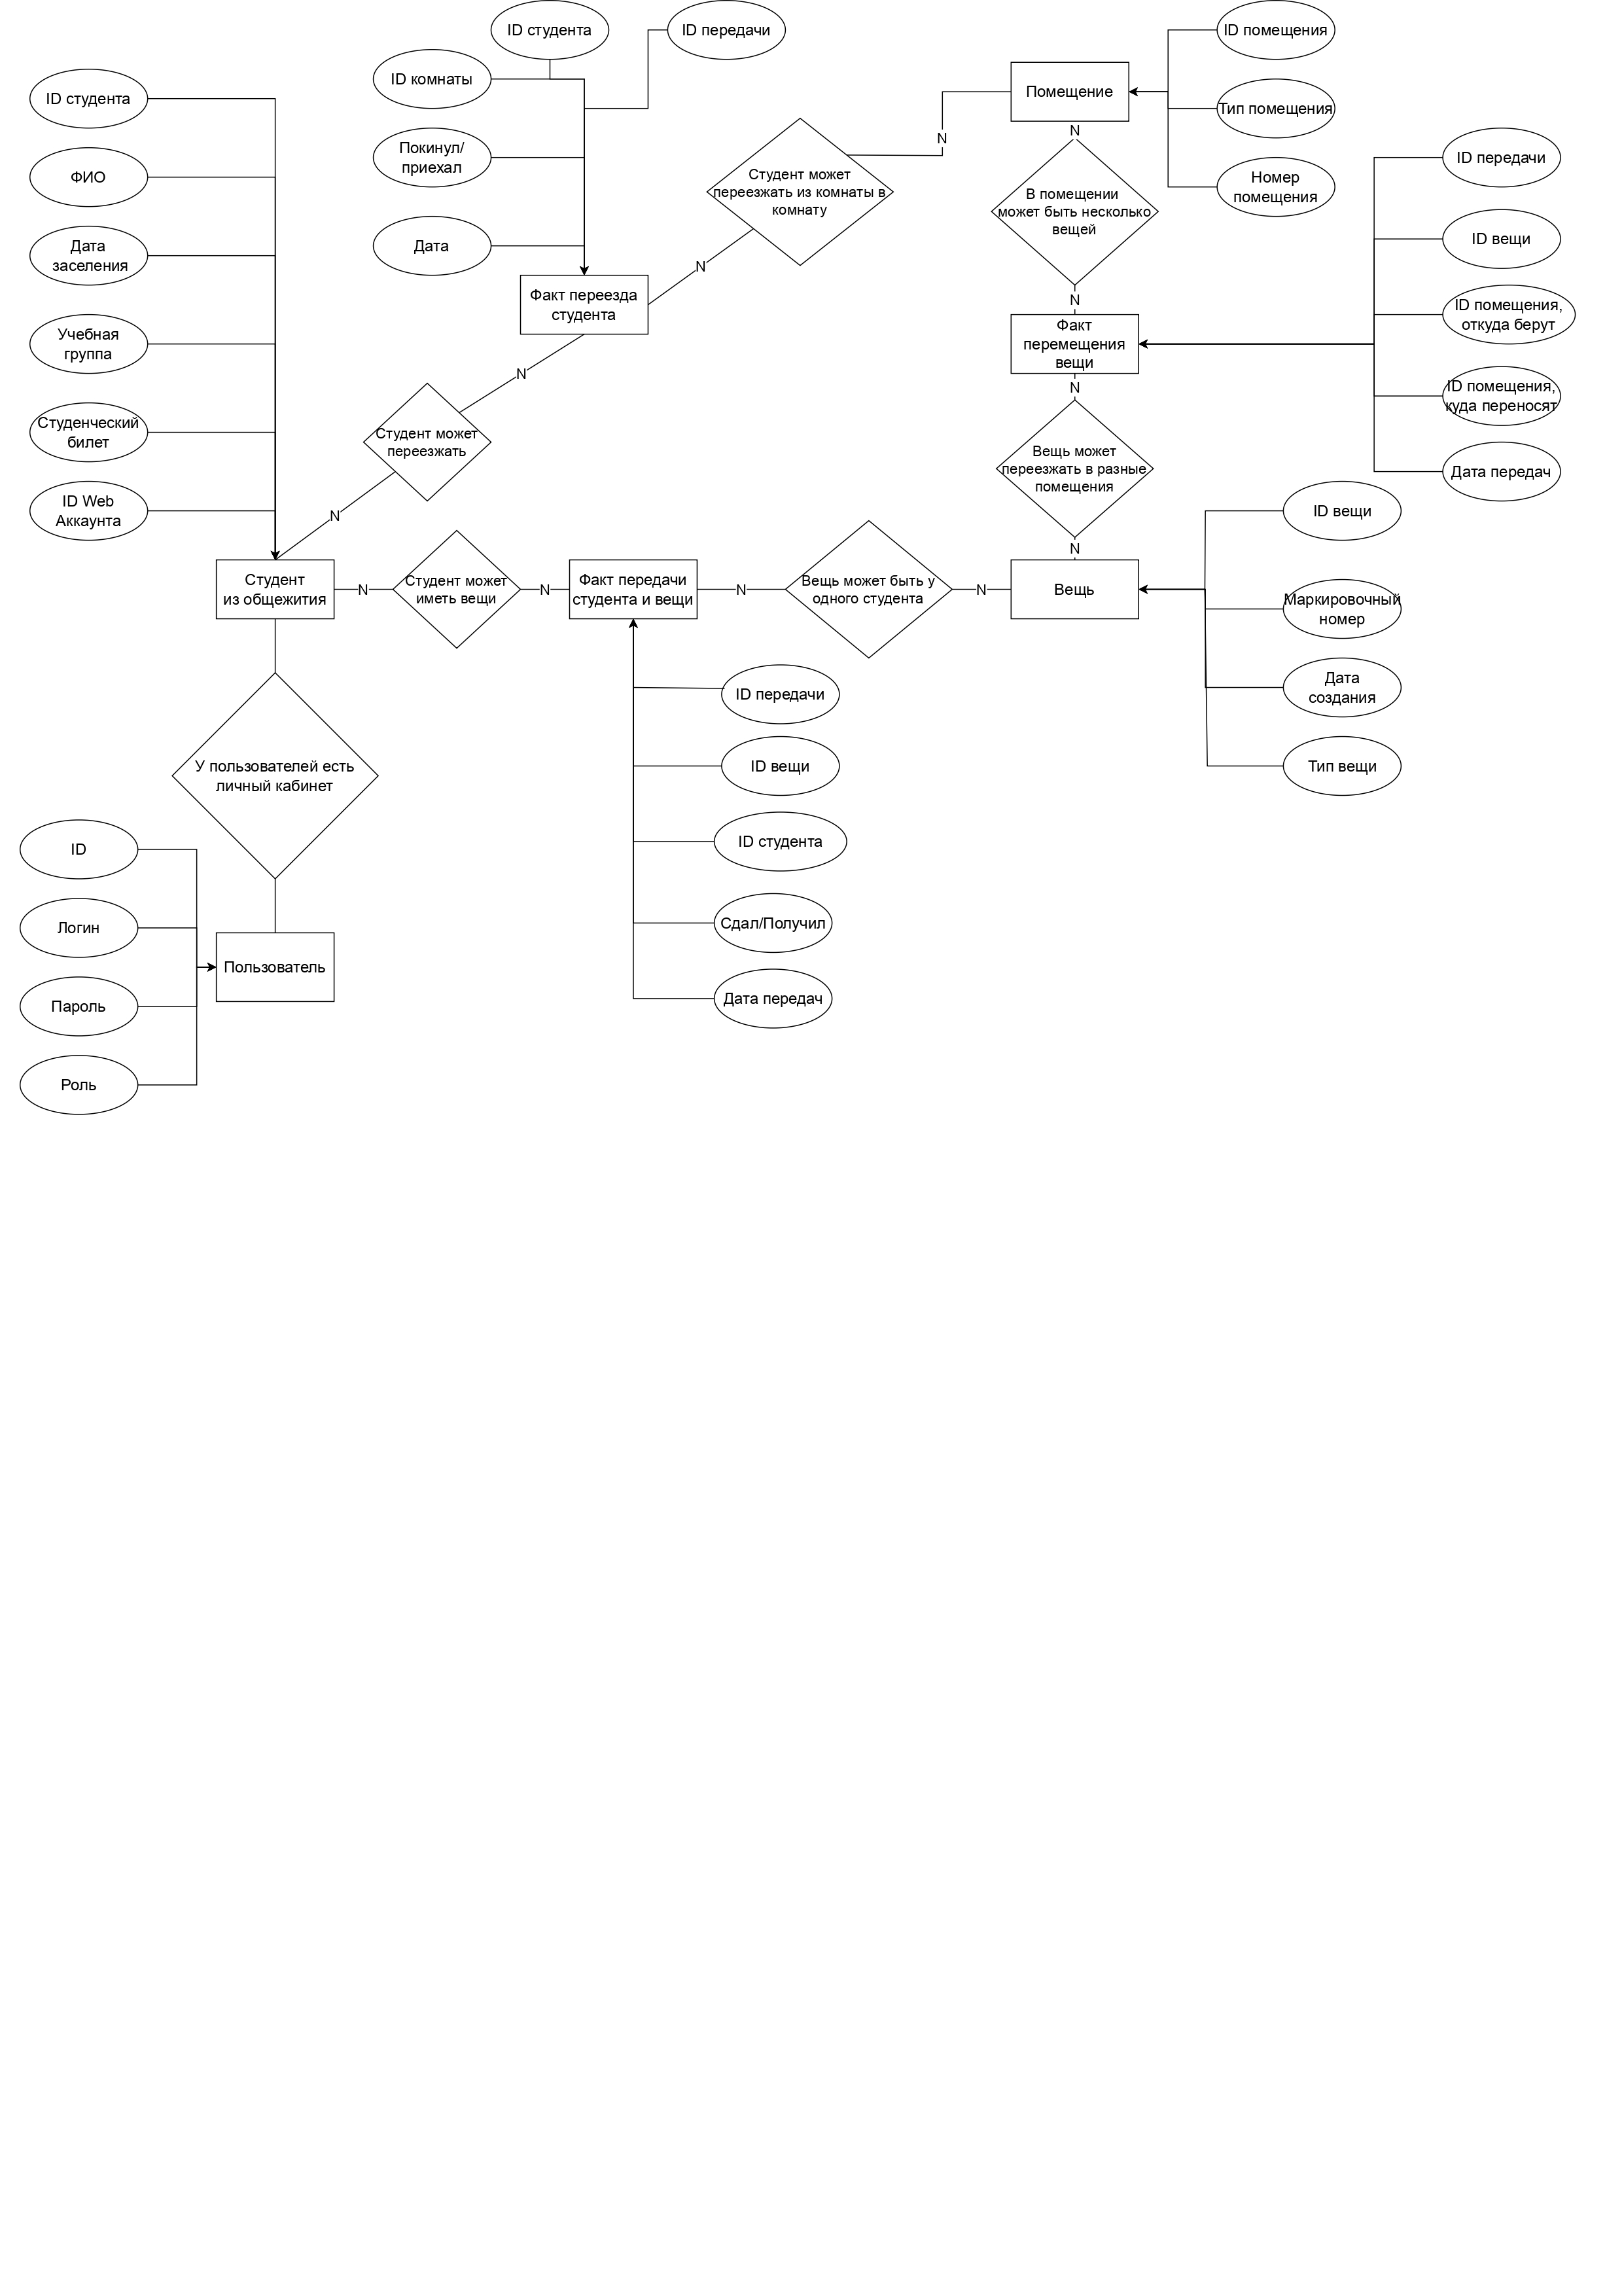 ID студента
ID передачи
ID комнаты
Покинул/
приехал
Дата
ID студента
ФИО
Дата
заселения
Учебная
группа
Студенческий
билет
ID Web
Аккаунта
Помещение
ID помещения
Тип помещения
Номер
помещения
N
N
Студент может
переезжать из комнаты в
комнату
N
В помещении
может быть несколько
вещей
N
Факт переезда
студента
Факт
перемещения
вещи
ID передачи
ID вещи
ID помещения,
откуда берут
ID помещения,
куда переносят
Дата передач
N
N
Студент может
переезжать
N
Вещь может
переезжать в разные
помещения
N
Студент
из общежития
N
Студент может
иметь вещи
N
Факт передачи
студента и вещи
N
Вещь может быть у
одного студента
N
Вещь
ID вещи
Маркировочный
номер
Дата
создания
Тип вещи
ID передачи
ID вещи
ID студента
Сдал/Получил
Дата передач
У пользователей есть
личный кабинет
ID
Логин
Пароль
Роль
Пользователь